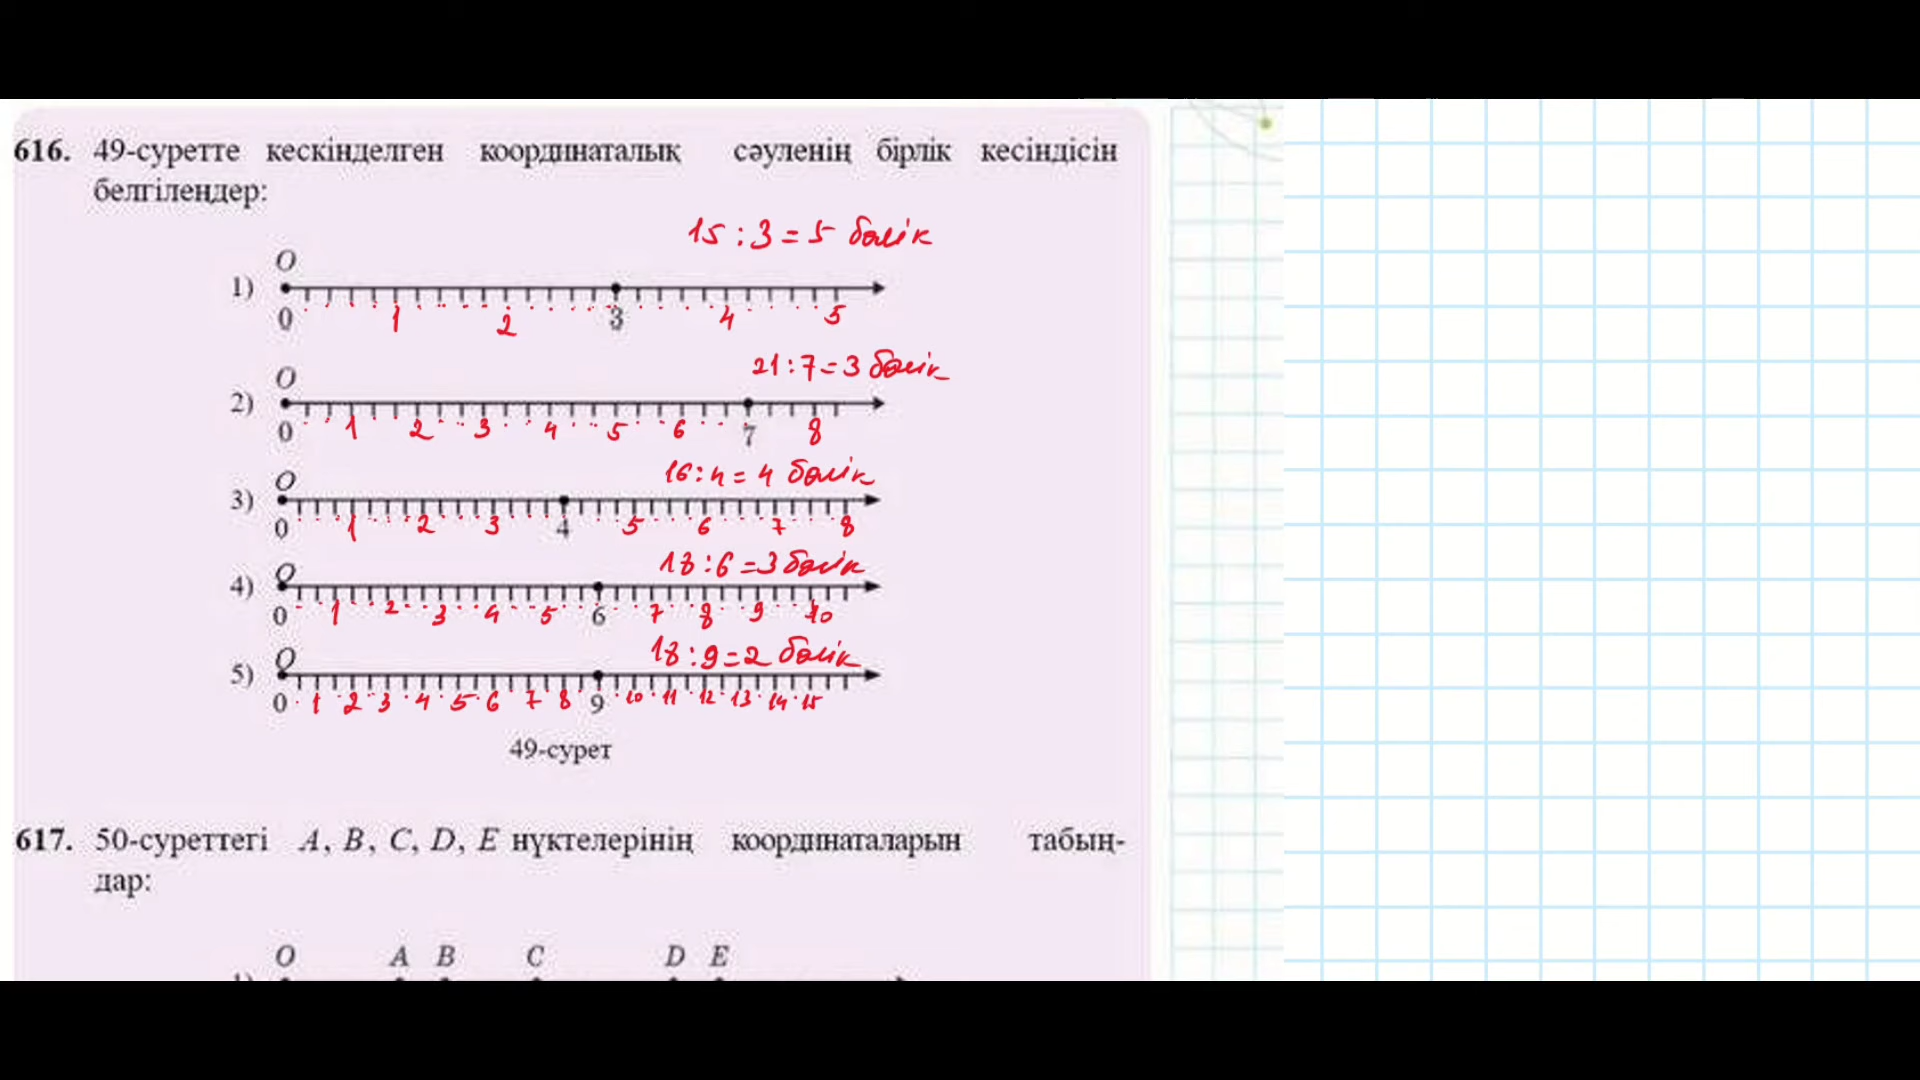 616. 49-суретте кескінделген координаталық сәуленің бірлік кесіндісін
белгілеңдер:
15 : 3 = 5 бөлік
O
1)
0 1 2 3 4 5
21 : 7 = 3 бөлік
O
2)
0 1 2 3 4 5 6 7 8
16 : 4 = 4 бөлік
O
3)
0 1 2 3 4 5 6 7 8
18 : 6 = 3 бөлік
O
4)
0 1 2 3 4 5 6 7 8 9 10
18 : 9 = 2 бөлік
O
5)
0 1 2 3 4 5 6 7 8 9 10 11 12 13 14 15
49-сурет
617. 50-суреттегі A, B, C, D, E нүктелерінің координаталарын табың-
дар:
O A B C D E